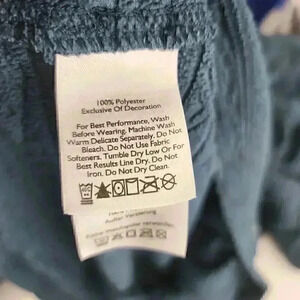 100% Polyester
Exclusive Of Decoration
For Best Performance, Wash
Before Wearing, Machine Wash
Warm Delicate Separately. Do Not
Bleach. Do Not Use Fabric
Softeners. Tumble Dry Low Or For
Best Results Line Dry. Do Not
Iron. Do Not Dry Clean.
Außer Verzierung